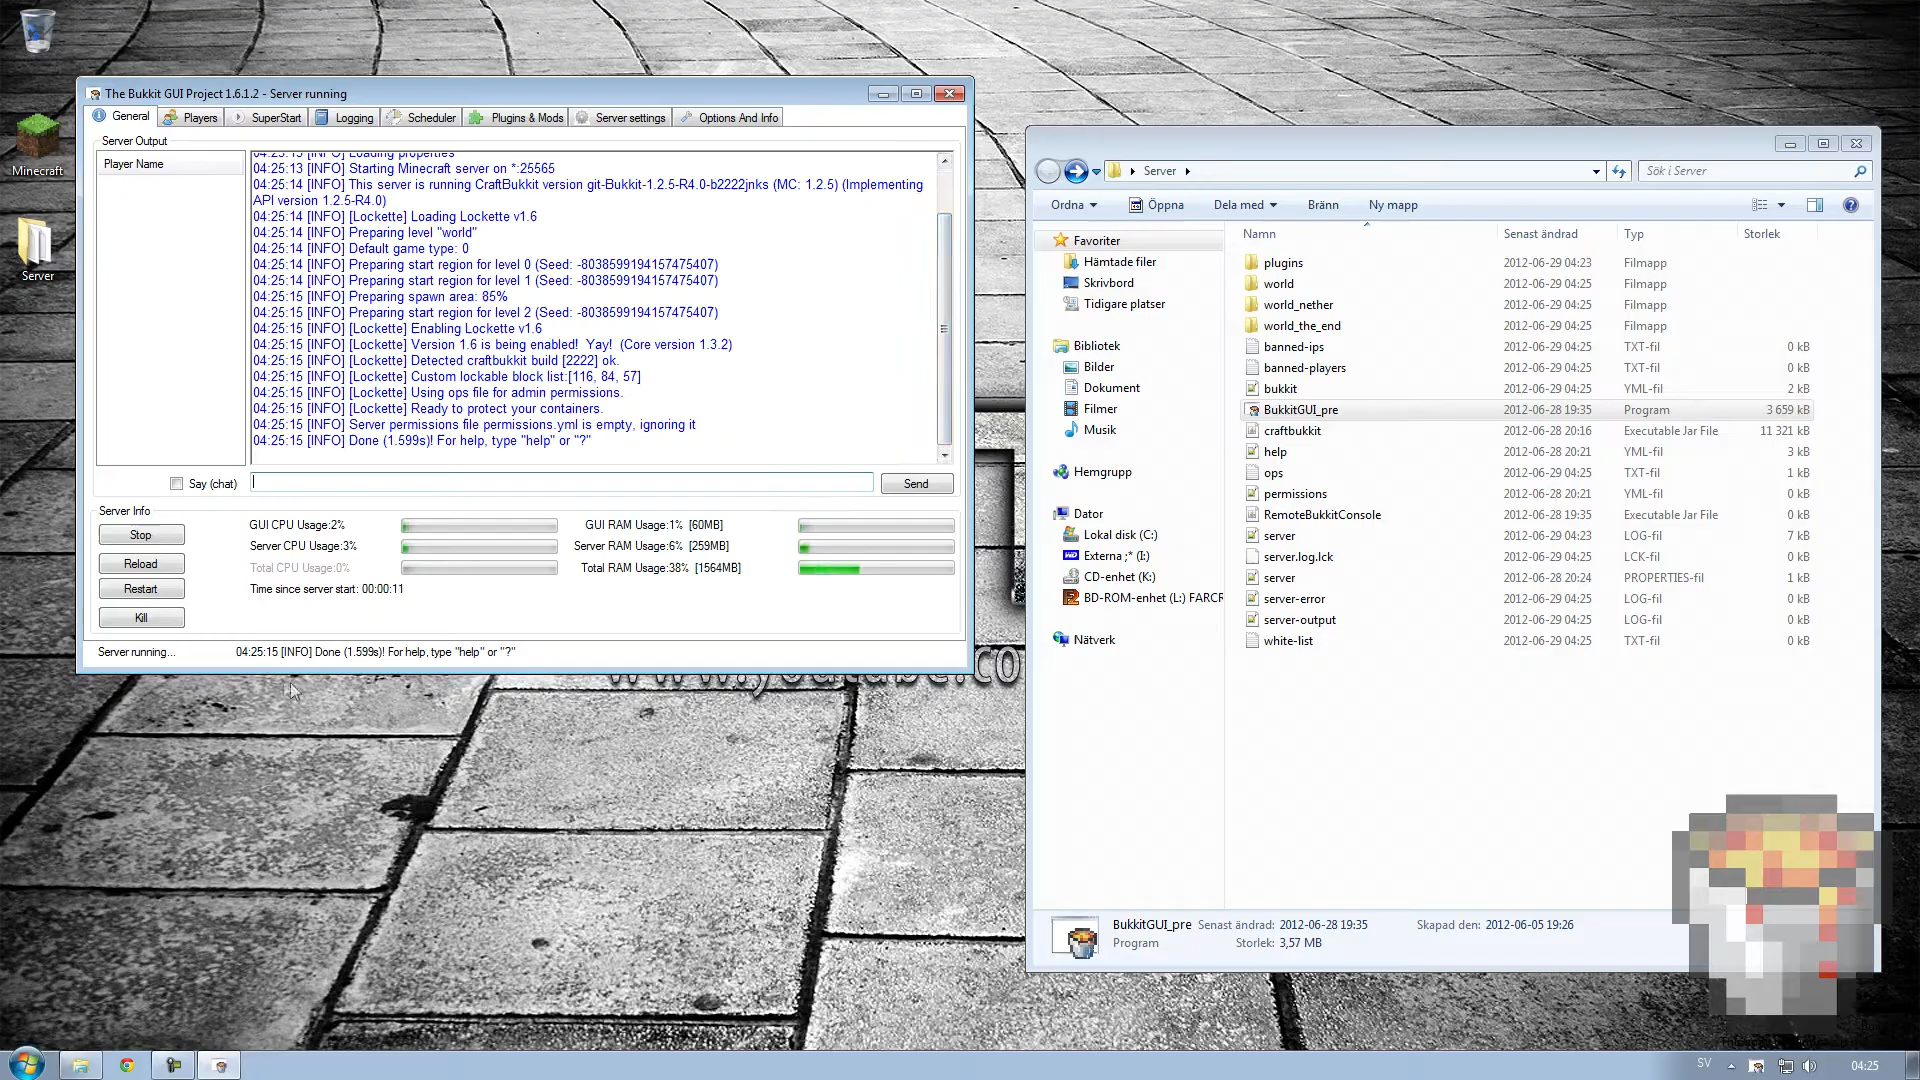 Minecraft
Server
The Bukkit GUI Project 1.6.1.2 - Server running
General
Players
SuperStart
Logging
Scheduler
Plugins & Mods
Server settings
Options And Info
Server Output
Player Name
04:25:13 [INFO] Loading properties
04:25:13 [INFO] Starting Minecraft server on *:25565
04:25:14 [INFO] This server is running CraftBukkit version git-Bukkit-1.2.5-R4.0-b2222jnks (MC: 1.2.5) (Implementing
API version 1.2.5-R4.0)
04:25:14 [INFO] [Lockette] Loading Lockette v1.6
04:25:14 [INFO] Preparing level "world"
04:25:14 [INFO] Default game type: 0
04:25:14 [INFO] Preparing start region for level 0 (Seed: -8038599194157475407)
04:25:14 [INFO] Preparing start region for level 1 (Seed: -8038599194157475407)
04:25:15 [INFO] Preparing spawn area: 85%
04:25:15 [INFO] Preparing start region for level 2 (Seed: -8038599194157475407)
04:25:15 [INFO] [Lockette] Enabling Lockette v1.6
04:25:15 [INFO] [Lockette] Version 1.6 is being enabled!  Yay!  (Core version 1.3.2)
04:25:15 [INFO] [Lockette] Detected craftbukkit build [2222] ok.
04:25:15 [INFO] [Lockette] Custom lockable block list:[116, 84, 57]
04:25:15 [INFO] [Lockette] Using ops file for admin permissions.
04:25:15 [INFO] [Lockette] Ready to protect your containers.
04:25:15 [INFO] Server permissions file permissions.yml is empty, ignoring it
04:25:15 [INFO] Done (1.599s)! For help, type "help" or "?"
Say (chat)
Send
Server Info
Stop
Reload
Restart
Kill
GUI CPU Usage:2%
GUI RAM Usage:1% [60MB]
Server CPU Usage:3%
Server RAM Usage:6% [259MB]
Total CPU Usage:0%
Total RAM Usage:38% [1564MB]
Time since server start: 00:00:11
Server running...
04:25:15 [INFO] Done (1.599s)! For help, type "help" or "?"
www.youtube.co
Server
Sök i Server
Ordna
Öppna
Dela med
Bränn
Ny mapp
Favoriter
Hämtade filer
Skrivbord
Tidigare platser
Bibliotek
Bilder
Dokument
Filmer
Musik
Hemgrupp
Dator
Lokal disk (C:)
Externa ;* (I:)
CD-enhet (K:)
BD-ROM-enhet (L:) FARCR
Nätverk
Namn Senast ändrad Typ Storlek
plugins 2012-06-29 04:23 Filmapp
world 2012-06-29 04:25 Filmapp
world_nether 2012-06-29 04:25 Filmapp
world_the_end 2012-06-29 04:25 Filmapp
banned-ips 2012-06-29 04:25 TXT-fil 0 kB
banned-players 2012-06-29 04:25 TXT-fil 0 kB
bukkit 2012-06-29 04:25 YML-fil 2 kB
BukkitGUI_pre 2012-06-28 19:35 Program 3 659 kB
craftbukkit 2012-06-28 20:16 Executable Jar File 11 321 kB
help 2012-06-28 20:21 YML-fil 3 kB
ops 2012-06-29 04:25 TXT-fil 1 kB
permissions 2012-06-28 20:21 YML-fil 0 kB
RemoteBukkitConsole 2012-06-28 19:35 Executable Jar File 0 kB
server 2012-06-29 04:23 LOG-fil 7 kB
server.log.lck 2012-06-29 04:25 LCK-fil 0 kB
server 2012-06-28 20:24 PROPERTIES-fil 1 kB
server-error 2012-06-29 04:25 LOG-fil 0 kB
server-output 2012-06-29 04:25 LOG-fil 0 kB
white-list 2012-06-29 04:25 TXT-fil 0 kB
BukkitGUI_pre Senast ändrad: 2012-06-28 19:35 Skapad den: 2012-06-05 19:26
Program Storlek: 3,57 MB
SV
04:25